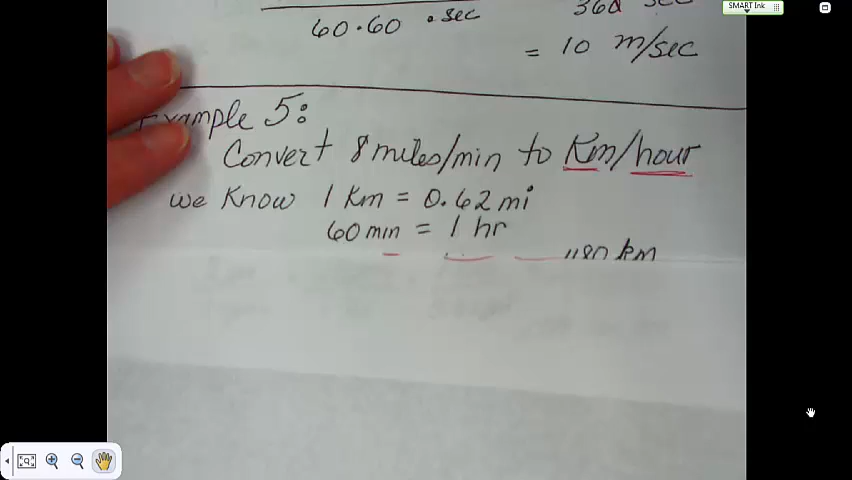 60·60 · sec
360 sec
= 10 m/sec
Example 5:
Convert 8 miles/min to Km/hour
we Know 1 Km = 0.62 mi
60 min = 1 hr
480 km
SMART Ink